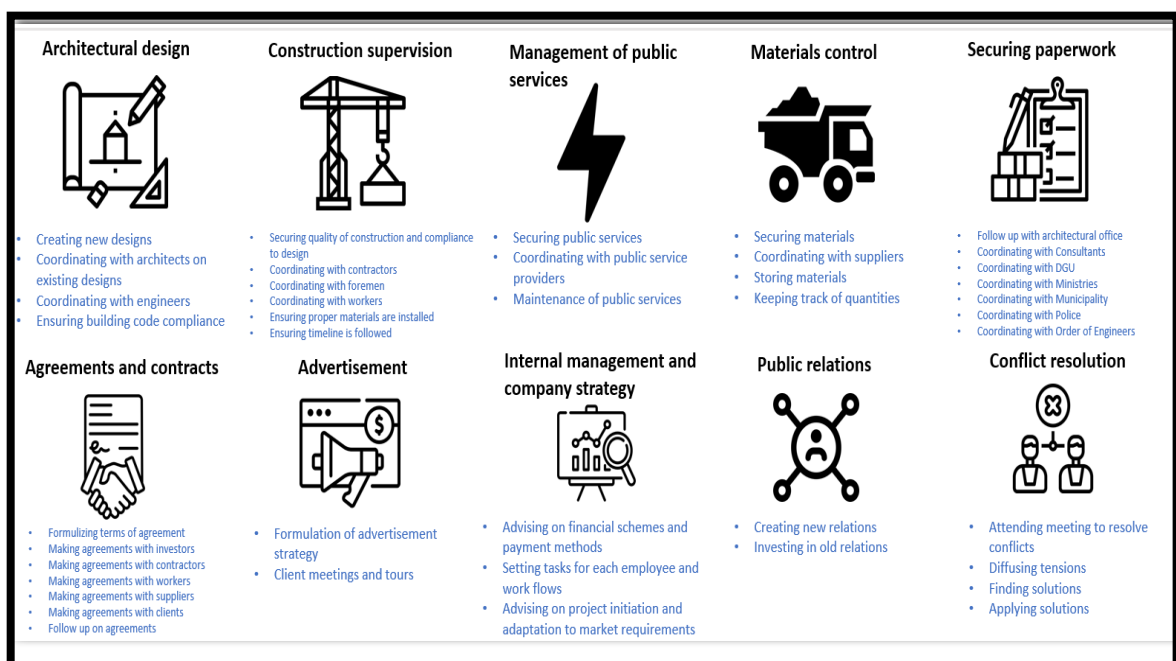 Architectural design
• Creating new designs
• Coordinating with architects on
existing designs
• Coordinating with engineers
• Ensuring building code compliance
Construction supervision
• Securing quality of construction and compliance
to design
• Coordinating with contractors
• Coordinating with foremen
• Coordinating with workers
• Ensuring proper materials are installed
• Ensuring timeline is followed
Management of public
services
• Securing public services
• Coordinating with public service
providers
• Maintenance of public services
Materials control
• Securing materials
• Coordinating with suppliers
• Storing materials
• Keeping track of quantities
Securing paperwork
• Follow up with architectural office
• Coordinating with Consultants
• Coordinating with DGU
• Coordinating with Ministries
• Coordinating with Municipality
• Coordinating with Police
• Coordinating with Order of Engineers
Agreements and contracts
• Formulizing terms of agreement
• Making agreements with investors
• Making agreements with contractors
• Making agreements with workers
• Making agreements with suppliers
• Making agreements with clients
• Follow up on agreements
Advertisement
$
• Formulation of advertisement
strategy
• Client meetings and tours
Internal management and
company strategy
• Advising on financial schemes and
payment methods
• Setting tasks for each employee and
work flows
• Advising on project initiation and
adaptation to market requirements
Public relations
• Creating new relations
• Investing in old relations
Conflict resolution
• Attending meeting to resolve
conflicts
• Diffusing tensions
• Finding solutions
• Applying solutions